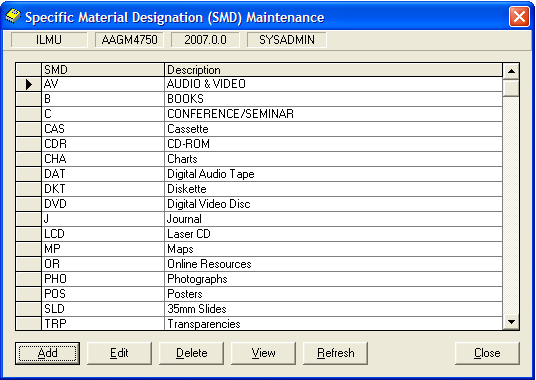 Specific Material Designation (SMD) Maintenance
ILMU AAGM4750 2007.0.0 SYSADMIN
SMD Description
AV AUDIO & VIDEO
B BOOKS
C CONFERENCE/SEMINAR
CAS Cassette
CDR CD-ROM
CHA Charts
DAT Digital Audio Tape
DKT Diskette
DVD Digital Video Disc
J Journal
LCD Laser CD
MP Maps
OR Online Resources
PHO Photographs
POS Posters
SLD 35mm Slides
TRP Transparencies
Add Edit Delete View Refresh Close